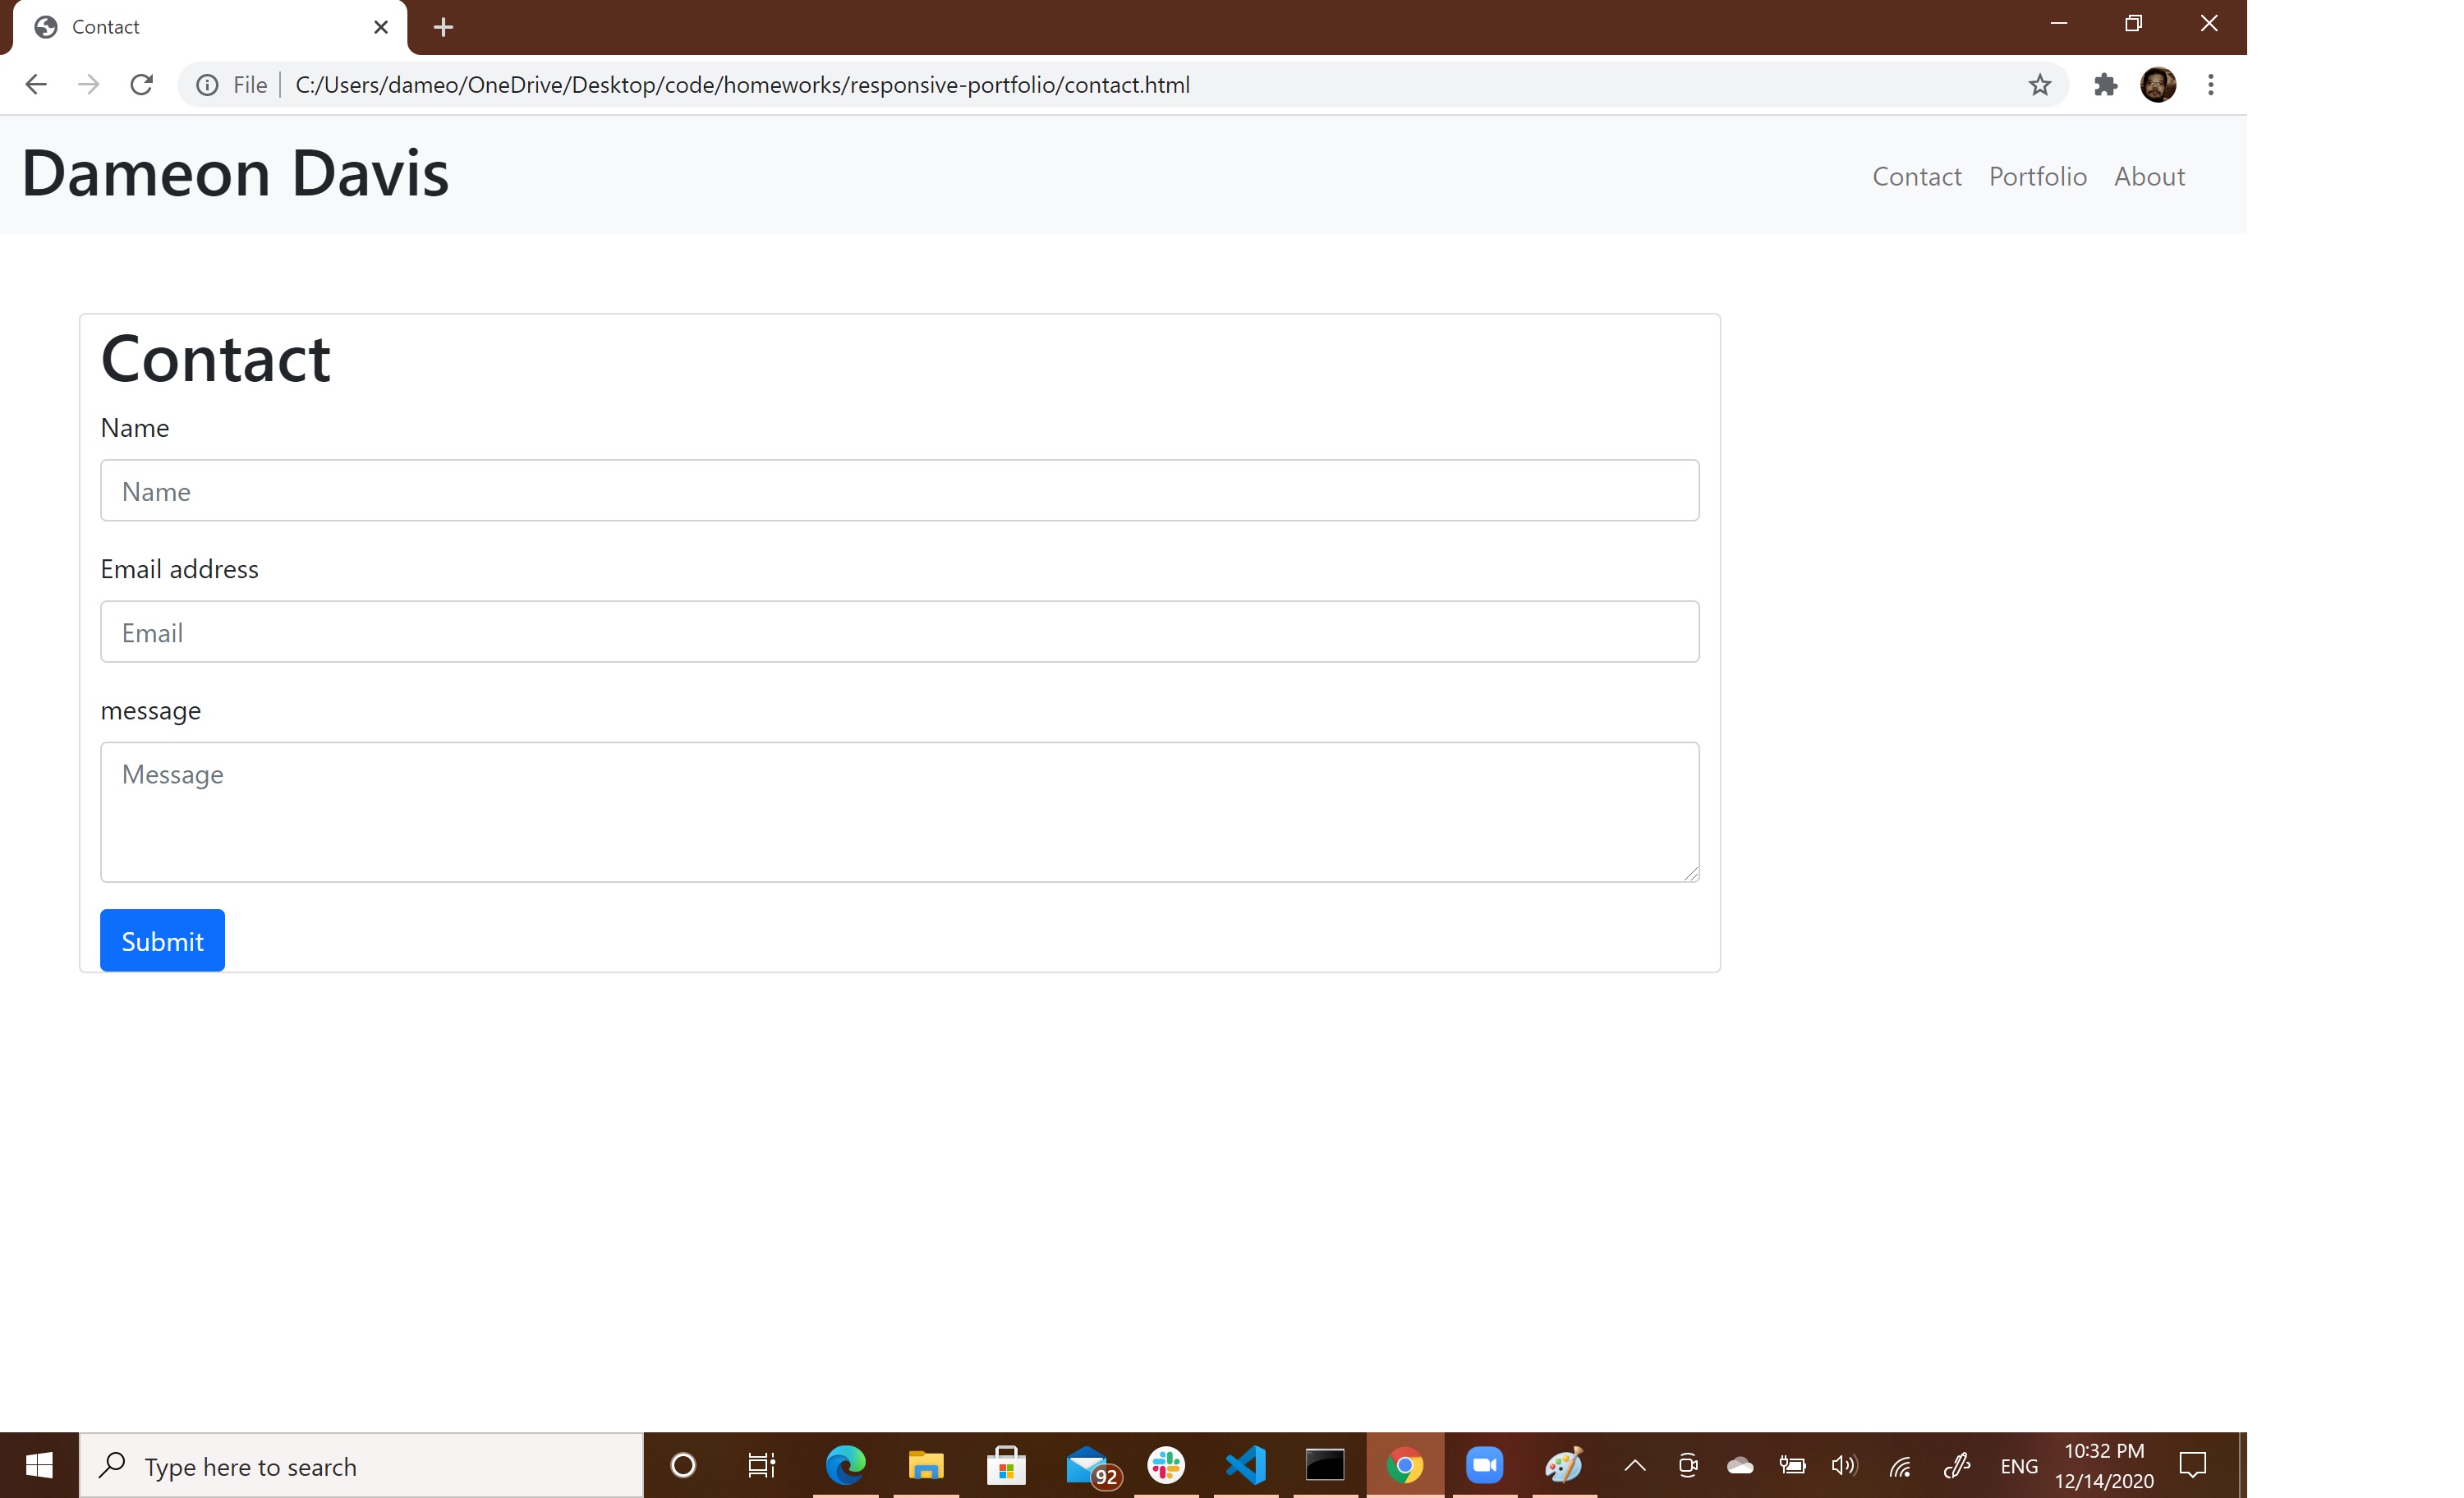 Contact
File C:/Users/dameo/OneDrive/Desktop/code/homeworks/responsive-portfolio/contact.html
Dameon Davis
Contact Portfolio About
Contact
Name
Name
Email address
Email
message
Message
Submit
Type here to search
92
ENG
10:32 PM
12/14/2020